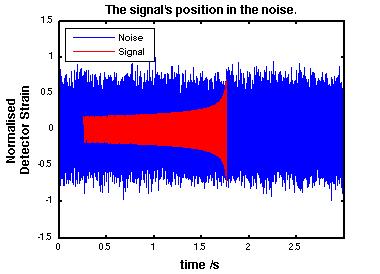 The signal's position in the noise.
Noise
Signal
Normalised
Detector Strain
1.5
1
0.5
0
-0.5
-1
-1.5
0 0.5 1 1.5 2 2.5
time /s